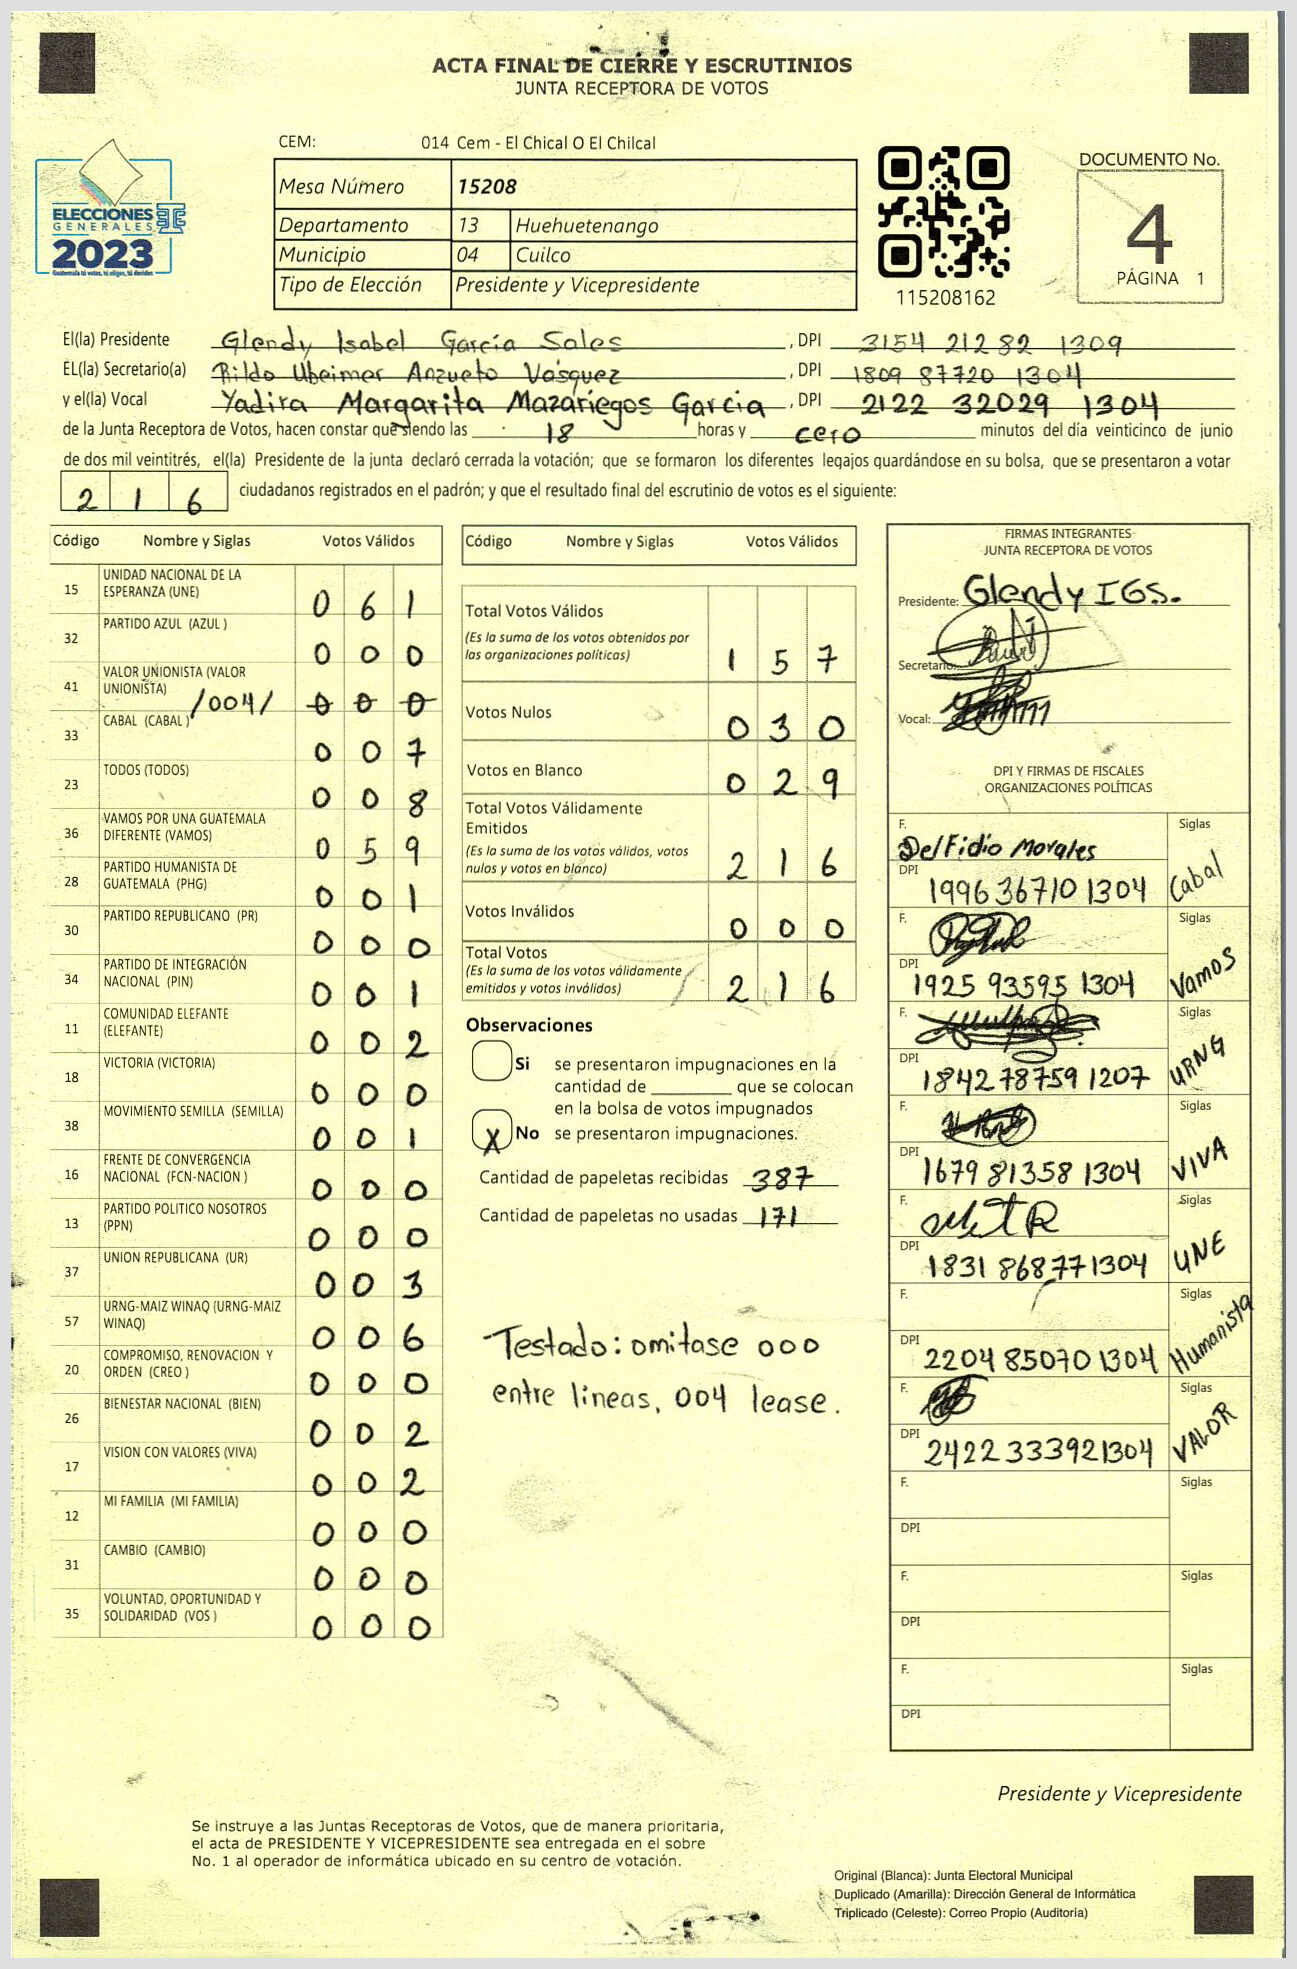 ACTA FINAL DE CIERRE Y ESCRUTINIOS
JUNTA RECEPTORA DE VOTOS
CEM: 014 Cem - El Chical O El Chilcal
ELECCIONES
GENERALES
2023
Guatemala tú votas, tú eliges, tú decides
Mesa Número 15208
Departamento 13 Huehuetenango
Municipio 04 Cuilco
Tipo de Elección Presidente y Vicepresidente
115208162
DOCUMENTO No.
4
PÁGINA 1
El(la) Presidente Glendy Isabel García Sales, DPI 3154 21282 1309
EL(la) Secretario(a) Rildo Ubeimer Anzueto Vásquez, DPI 1809 87720 1304
y el(la) Vocal Yadira Margarita Mazariegos Garcia, DPI 2122 32029 1304
de la Junta Receptora de Votos, hacen constar que siendo las 18 horas y cero minutos del día veinticinco de junio
de dos mil veintitrés, el(la) Presidente de la junta declaró cerrada la votación; que se formaron los diferentes legajos guardándose en su bolsa, que se presentaron a votar
216 ciudadanos registrados en el padrón; y que el resultado final del escrutinio de votos es el siguiente:
Código Nombre y Siglas Votos Válidos
15 UNIDAD NACIONAL DE LA ESPERANZA (UNE) 0 6 1
32 PARTIDO AZUL (AZUL ) 0 0 0
41 VALOR UNIONISTA (VALOR UNIONISTA) /004/ 0 0 0
33 CABAL (CABAL ) 0 0 7
23 TODOS (TODOS) 0 0 8
36 VAMOS POR UNA GUATEMALA DIFERENTE (VAMOS) 0 5 9
28 PARTIDO HUMANISTA DE GUATEMALA (PHG) 0 0 1
30 PARTIDO REPUBLICANO (PR) 0 0 0
34 PARTIDO DE INTEGRACIÓN NACIONAL (PIN) 0 0 1
11 COMUNIDAD ELEFANTE (ELEFANTE) 0 0 2
18 VICTORIA (VICTORIA) 0 0 0
38 MOVIMIENTO SEMILLA (SEMILLA) 0 0 1
16 FRENTE DE CONVERGENCIA NACIONAL (FCN-NACION ) 0 0 0
13 PARTIDO POLITICO NOSOTROS (PPN) 0 0 0
37 UNION REPUBLICANA (UR) 0 0 3
57 URNG-MAIZ WINAQ (URNG-MAIZ WINAQ) 0 0 6
20 COMPROMISO, RENOVACION Y ORDEN (CREO ) 0 0 0
26 BIENESTAR NACIONAL (BIEN) 0 0 2
17 VISION CON VALORES (VIVA) 0 0 2
12 MI FAMILIA (MI FAMILIA) 0 0 0
31 CAMBIO (CAMBIO) 0 0 0
35 VOLUNTAD, OPORTUNIDAD Y SOLIDARIDAD (VOS ) 0 0 0
Código Nombre y Siglas Votos Válidos
Total Votos Válidos
(Es la suma de los votos obtenidos por
las organizaciones políticas) 1 5 7
Votos Nulos 0 3 0
Votos en Blanco 0 2 9
Total Votos Válidamente
Emitidos
(Es la suma de los votos válidos, votos
nulos y votos en blanco) 2 1 6
Votos Inválidos 0 0 0
Total Votos
(Es la suma de los votos válidamente
emitidos y votos inválidos) 2 1 6
Observaciones
Si se presentaron impugnaciones en la
cantidad de ________ que se colocan
en la bolsa de votos impugnados
X No se presentaron impugnaciones.
Cantidad de papeletas recibidas 387
Cantidad de papeletas no usadas 171
Testado: omitase 000
entre lineas, 004 lease.
FIRMAS INTEGRANTES
JUNTA RECEPTORA DE VOTOS
Presidente: Glendy IGS.
Secretario:
Vocal:
DPI Y FIRMAS DE FISCALES
ORGANIZACIONES POLÍTICAS
F. Delfidio Morales Siglas
DPI 1996 36710 1304 Cabal
F. Siglas
DPI 1925 93595 1304 Vamos
F. Siglas
DPI 1842 78759 1207 URNG
F. Siglas
DPI 1679 81358 1304 VIVA
F. Siglas
DPI 1831 86877 1304 UNE
F. Siglas
DPI 2204 85070 1304 Humanista
F. Siglas
DPI 2422 33392 1304 VALOR
F. Siglas
DPI
F. Siglas
DPI
F. Siglas
DPI
Presidente y Vicepresidente
Se instruye a las Juntas Receptoras de Votos, que de manera prioritaria,
el acta de PRESIDENTE Y VICEPRESIDENTE sea entregada en el sobre
No. 1 al operador de informática ubicado en su centro de votación.
Original (Blanca): Junta Electoral Municipal
Duplicado (Amarilla): Dirección General de Informática
Triplicado (Celeste): Correo Propio (Auditoría)